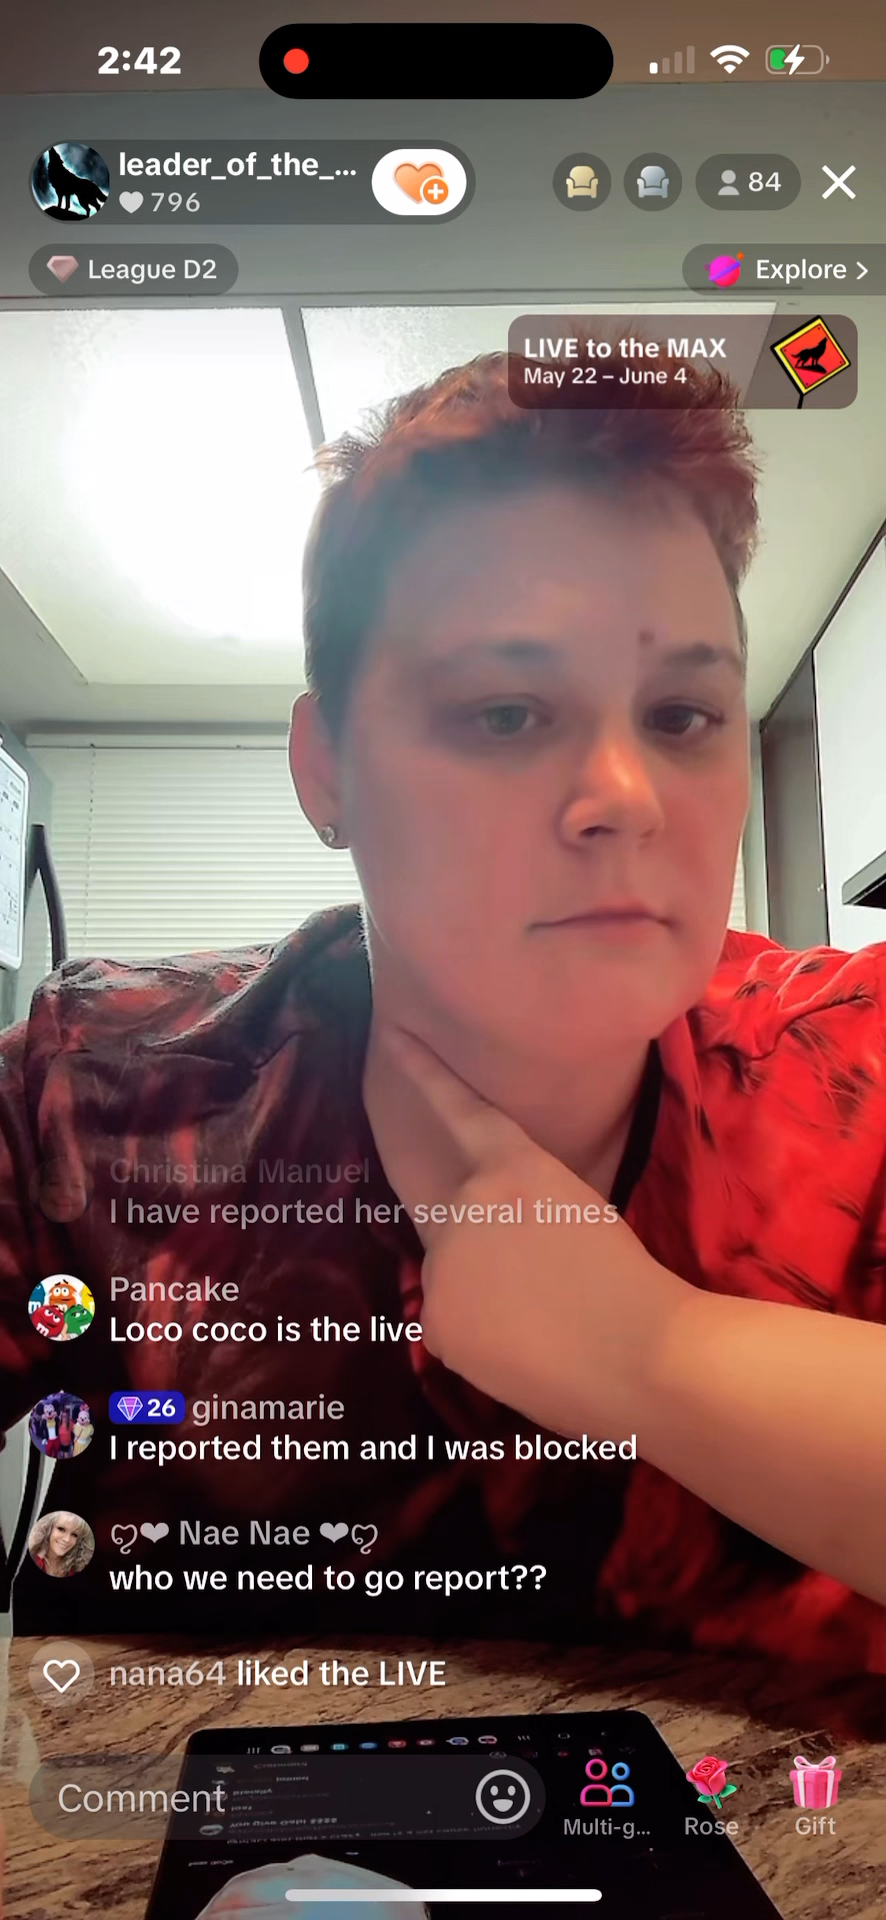 2:42
leader_of_the_...
796
84
League D2
Explore >
LIVE to the MAX
May 22 – June 4
Christina Manuel
I have reported her several times
Pancake
Loco coco is the live
26 ginamarie
I reported them and I was blocked
ღ❤ Nae Nae ❤ღ
who we need to go report??
nana64 liked the LIVE
Comment
Multi-g...
Rose
Gift